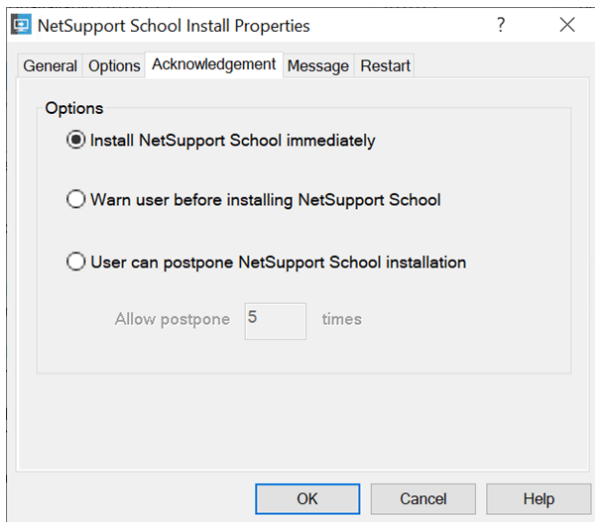 NetSupport School Install Properties ?
General Options Acknowledgement Message Restart
Options
Install NetSupport School immediately
Warn user before installing NetSupport School
User can postpone NetSupport School installation
Allow postpone 5 times
OK Cancel Help